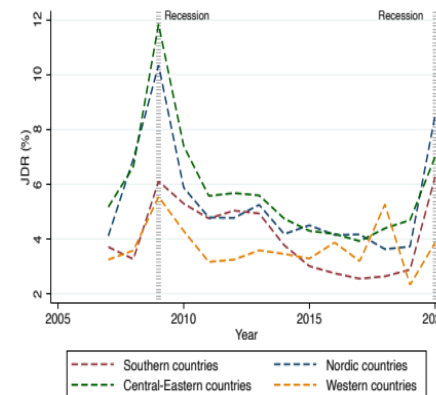 Recession Recession
12
10
8
6
4
2
JDR (%)
2005 2010 2015 20
Year
Southern countries Nordic countries
Central-Eastern countries Western countries